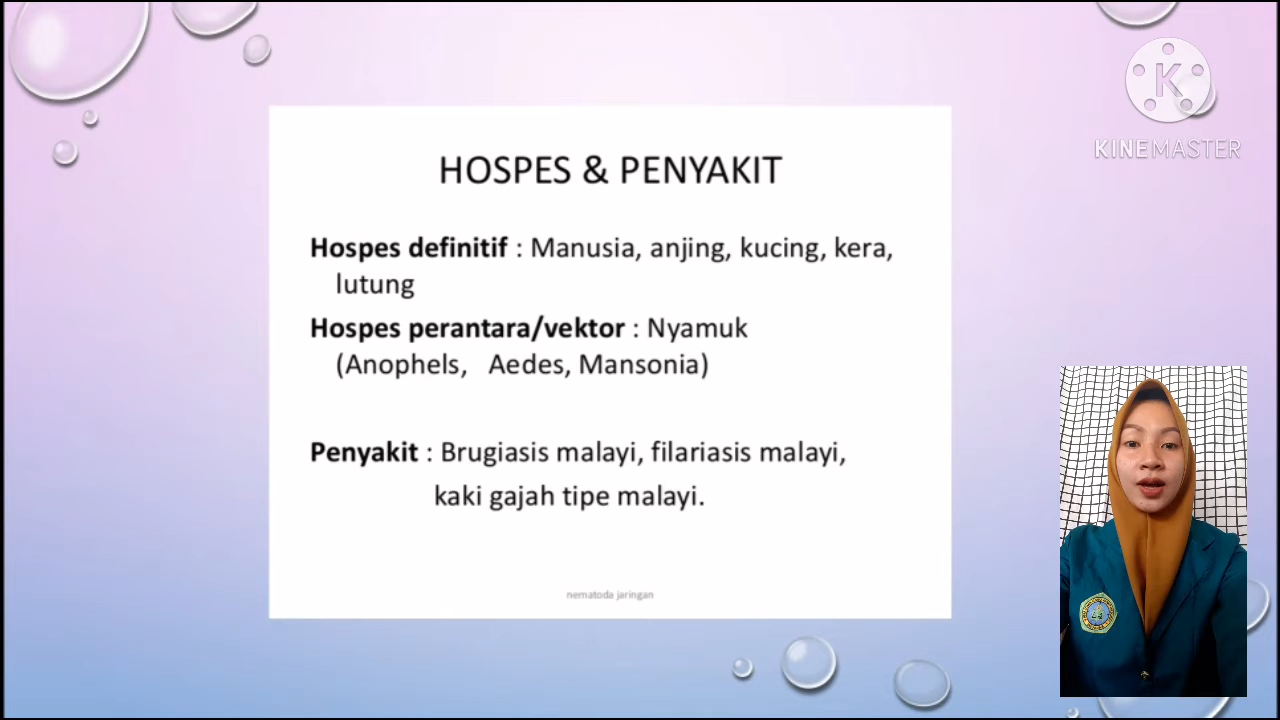 HOSPES & PENYAKIT
Hospes definitif : Manusia, anjing, kucing, kera,
lutung
Hospes perantara/vektor : Nyamuk
(Anophels, Aedes, Mansonia)
Penyakit : Brugiasis malayi, filariasis malayi,
kaki gajah tipe malayi.
nematoda jaringan
K
KINEMASTER